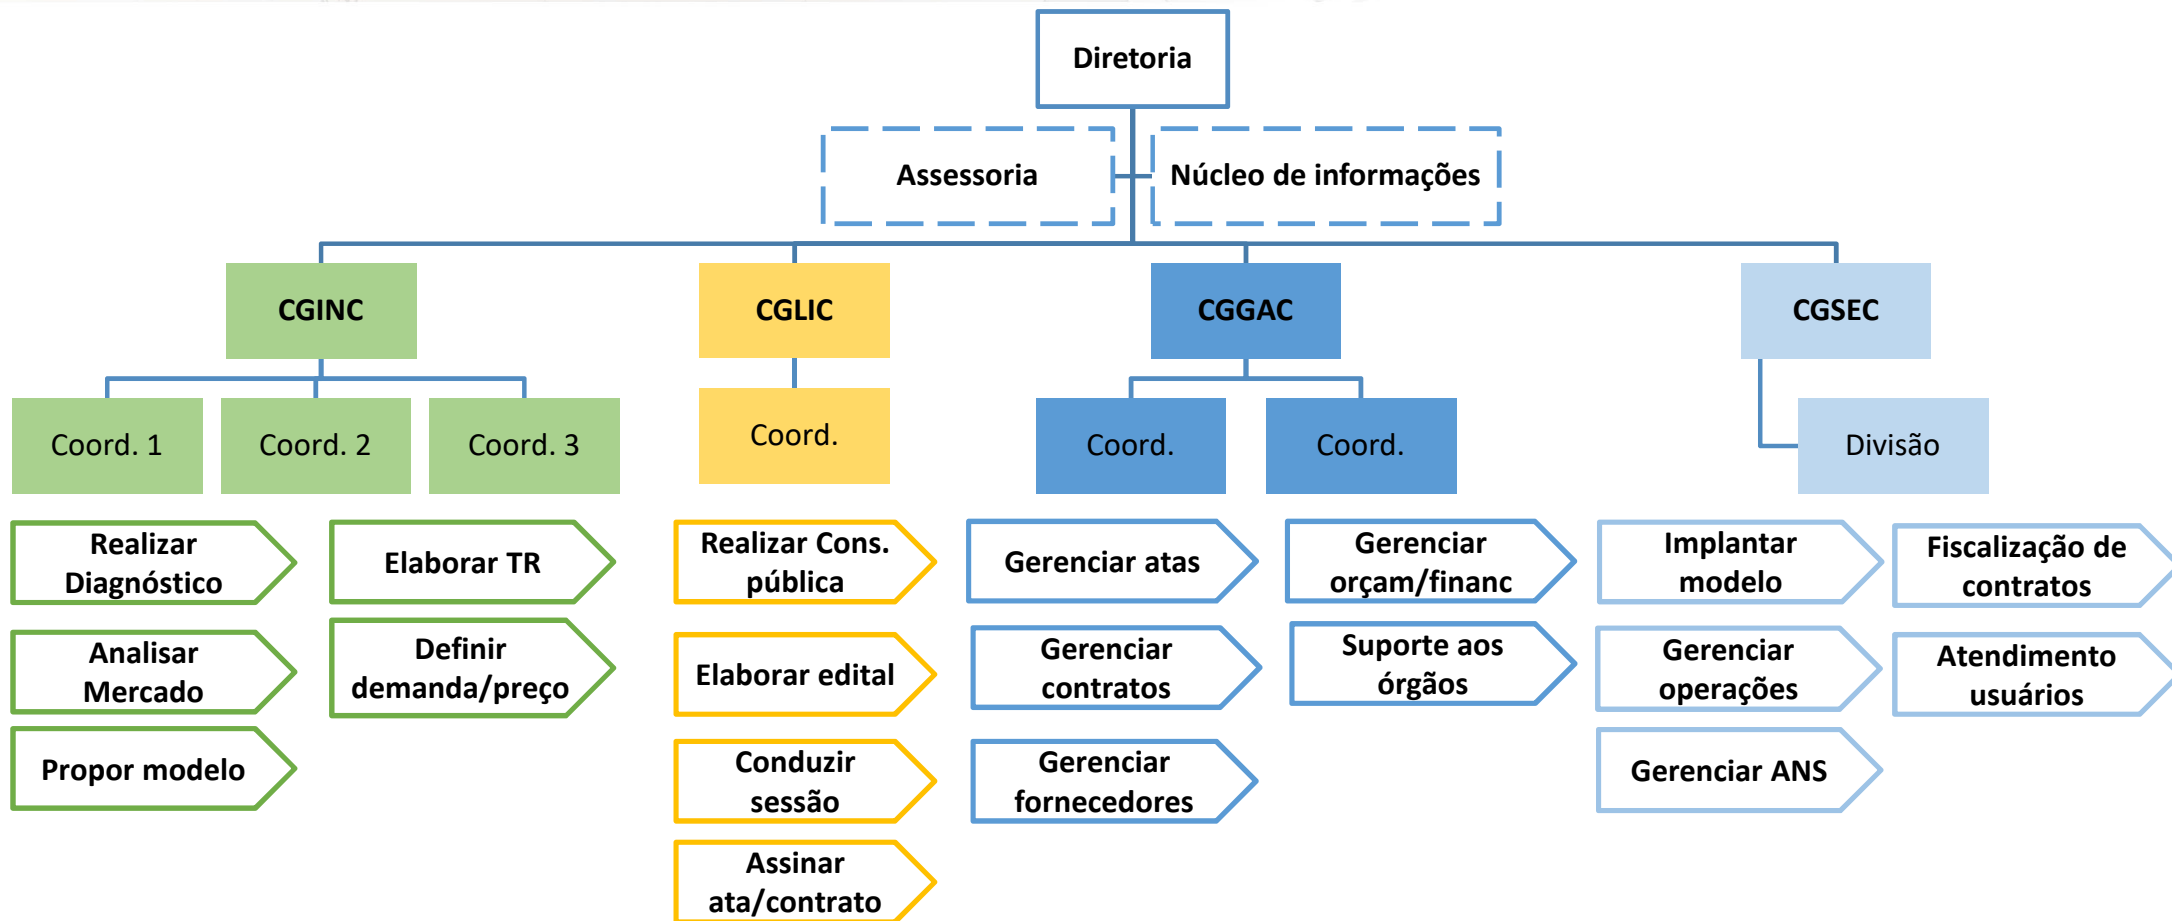 Diretoria
Assessoria
Núcleo de informações
CGINC
CGLIC
CGGAC
CGSEC
Coord. 1
Coord. 2
Coord. 3
Coord.
Coord.
Coord.
Divisão
Realizar
Diagnóstico
Analisar
Mercado
Propor modelo
Elaborar TR
Definir
demanda/preço
Realizar Cons.
pública
Elaborar edital
Conduzir
sessão
Assinar
ata/contrato
Gerenciar atas
Gerenciar
contratos
Gerenciar
fornecedores
Gerenciar
orçam/financ
Suporte aos
órgãos
Implantar
modelo
Gerenciar
operações
Gerenciar ANS
Fiscalização de
contratos
Atendimento
usuários